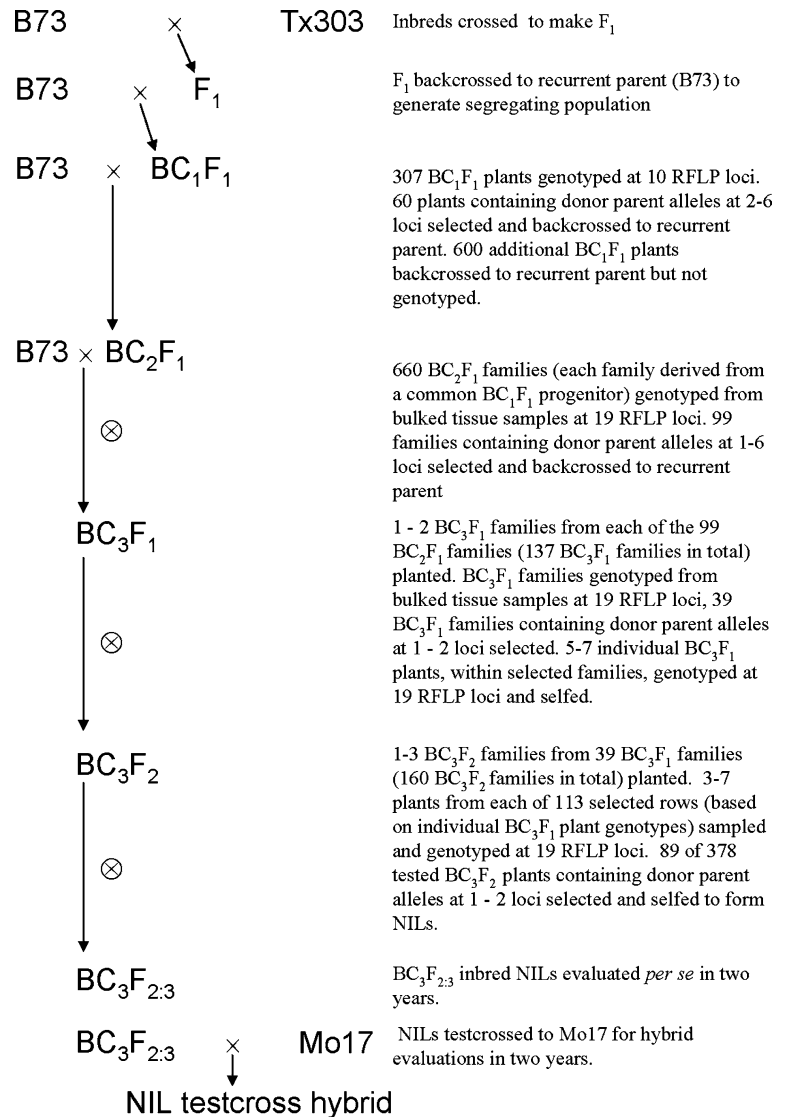 B73 × Tx303 Inbreds crossed to make F₁
B73 × F₁
F₁ backcrossed to recurrent parent (B73) to
generate segregating population
B73 × BC₁F₁
307 BC₁F₁ plants genotyped at 10 RFLP loci.
60 plants containing donor parent alleles at 2-6
loci selected and backcrossed to recurrent
parent. 600 additional BC₁F₁ plants
backcrossed to recurrent parent but not
genotyped.
B73 × BC₂F₁
660 BC₂F₁ families (each family derived from
a common BC₁F₁ progenitor) genotyped from
bulked tissue samples at 19 RFLP loci. 99
families containing donor parent alleles at 1-6
loci selected and backcrossed to recurrent
parent
⊗
BC₃F₁
1 - 2 BC₃F₁ families from each of the 99
BC₂F₁ families (137 BC₃F₁ families in total)
planted. BC₃F₁ families genotyped from
bulked tissue samples at 19 RFLP loci, 39
BC₃F₁ families containing donor parent alleles
at 1 - 2 loci selected. 5-7 individual BC₃F₁
plants, within selected families, genotyped at
19 RFLP loci and selfed.
⊗
BC₃F₂
1-3 BC₃F₂ families from 39 BC₃F₁ families
(160 BC₃F₂ families in total) planted. 3-7
plants from each of 113 selected rows (based
on individual BC₃F₁ plant genotypes) sampled
and genotyped at 19 RFLP loci. 89 of 378
tested BC₃F₂ plants containing donor parent
alleles at 1 - 2 loci selected and selfed to form
NILs.
⊗
BC₃F₂:₃
BC₃F₂:₃ inbred NILs evaluated per se in two
years.
BC₃F₂:₃ × Mo17
NILs testcrossed to Mo17 for hybrid
evaluations in two years.
NIL testcross hybrid